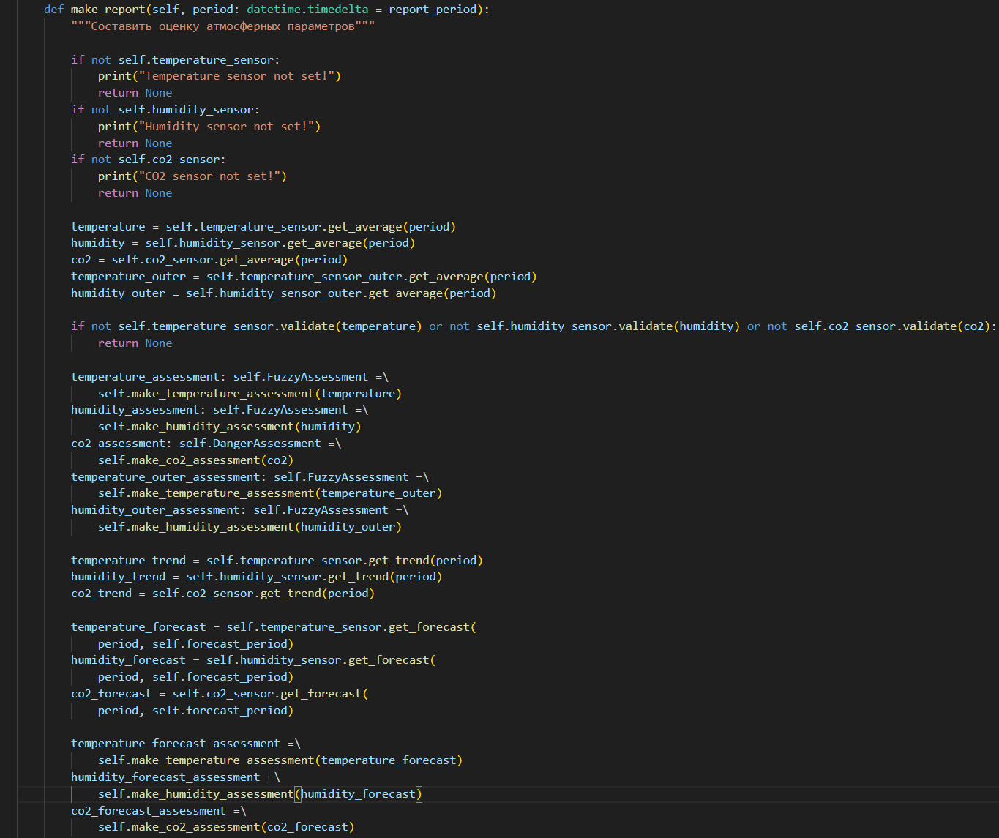 def make_report(self, period: datetime.timedelta = report_period):
"""Составить оценку атмосферных параметров"""
if not self.temperature_sensor:
print("Temperature sensor not set!")
return None
if not self.humidity_sensor:
print("Humidity sensor not set!")
return None
if not self.co2_sensor:
print("CO2 sensor not set!")
return None
temperature = self.temperature_sensor.get_average(period)
humidity = self.humidity_sensor.get_average(period)
co2 = self.co2_sensor.get_average(period)
temperature_outer = self.temperature_sensor_outer.get_average(period)
humidity_outer = self.humidity_sensor_outer.get_average(period)
if not self.temperature_sensor.validate(temperature) or not self.humidity_sensor.validate(humidity) or not self.co2_sensor.validate(co2):
return None
temperature_assessment: self.FuzzyAssessment =\
self.make_temperature_assessment(temperature)
humidity_assessment: self.FuzzyAssessment =\
self.make_humidity_assessment(humidity)
co2_assessment: self.DangerAssessment =\
self.make_co2_assessment(co2)
temperature_outer_assessment: self.FuzzyAssessment =\
self.make_temperature_assessment(temperature_outer)
humidity_outer_assessment: self.FuzzyAssessment =\
self.make_humidity_assessment(humidity_outer)
temperature_trend = self.temperature_sensor.get_trend(period)
humidity_trend = self.humidity_sensor.get_trend(period)
co2_trend = self.co2_sensor.get_trend(period)
temperature_forecast = self.temperature_sensor.get_forecast(
period, self.forecast_period)
humidity_forecast = self.humidity_sensor.get_forecast(
period, self.forecast_period)
co2_forecast = self.co2_sensor.get_forecast(
period, self.forecast_period)
temperature_forecast_assessment =\
self.make_temperature_assessment(temperature_forecast)
humidity_forecast_assessment =\
self.make_humidity_assessment(humidity_forecast)
co2_forecast_assessment =\
self.make_co2_assessment(co2_forecast)